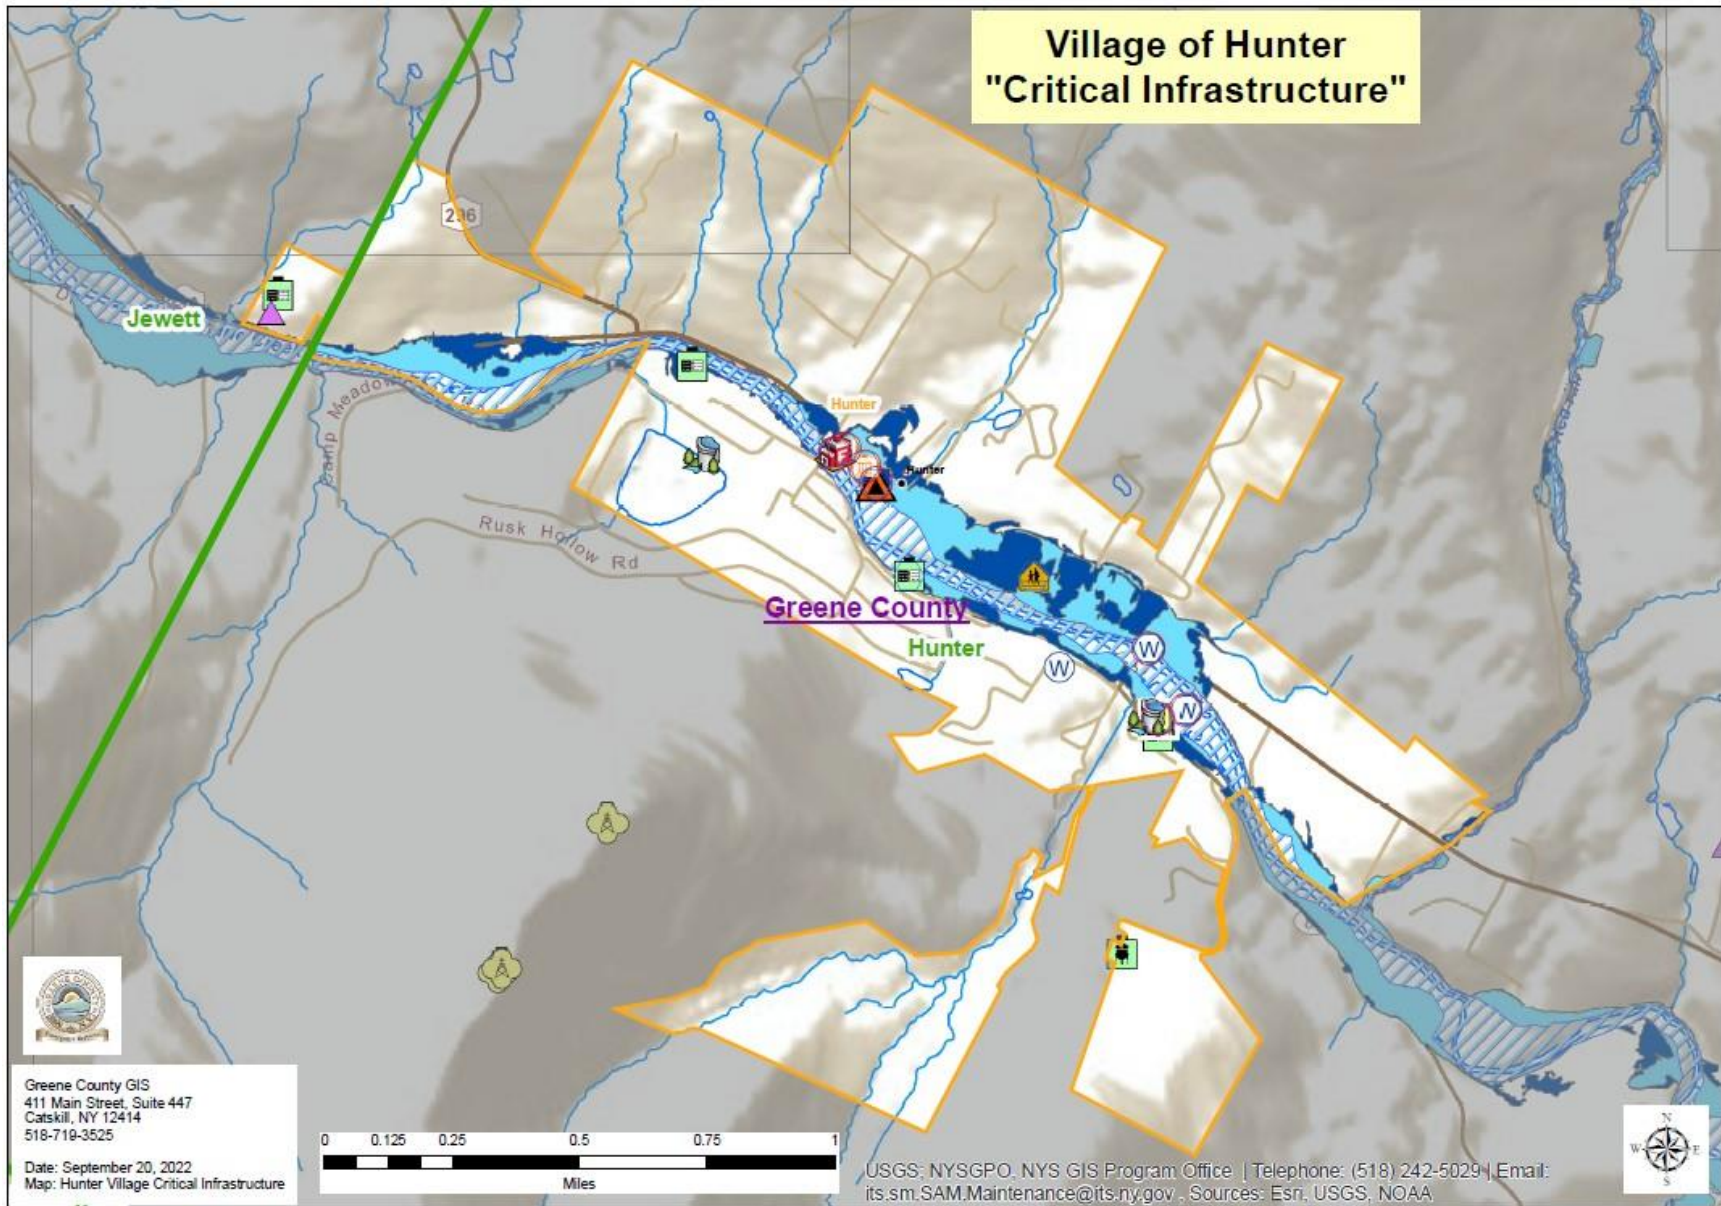 Village of Hunter
"Critical Infrastructure"
296
Jewett
Camp Meadow
Hunter
Hunter
Rusk Hollow Rd
Greene County
Hunter
W
W
W
Greene County GIS
411 Main Street, Suite 447
Catskill, NY 12414
518-719-3525
Date: September 20, 2022
Map: Hunter Village Critical Infrastructure
0 0.125 0.25 0.5 0.75 1
Miles
USGS; NYSGPO, NYS GIS Program Office | Telephone: (518) 242-5029 | Email:
its.sm.SAM.Maintenance@its.ny.gov , Sources: Esri, USGS, NOAA
N
W E
S